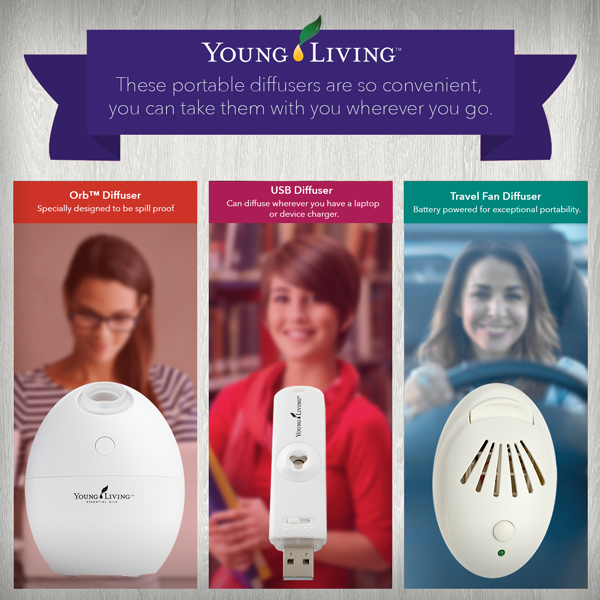 YOUNG LIVING™
These portable diffusers are so convenient,
you can take them with you wherever you go.
Orb™ Diffuser
Specially designed to be spill proof.
USB Diffuser
Can diffuse wherever you have a laptop
or device charger.
Travel Fan Diffuser
Battery powered for exceptional portability.
YOUNG LIVING™
ESSENTIAL OILS
YOUNG LIVING™